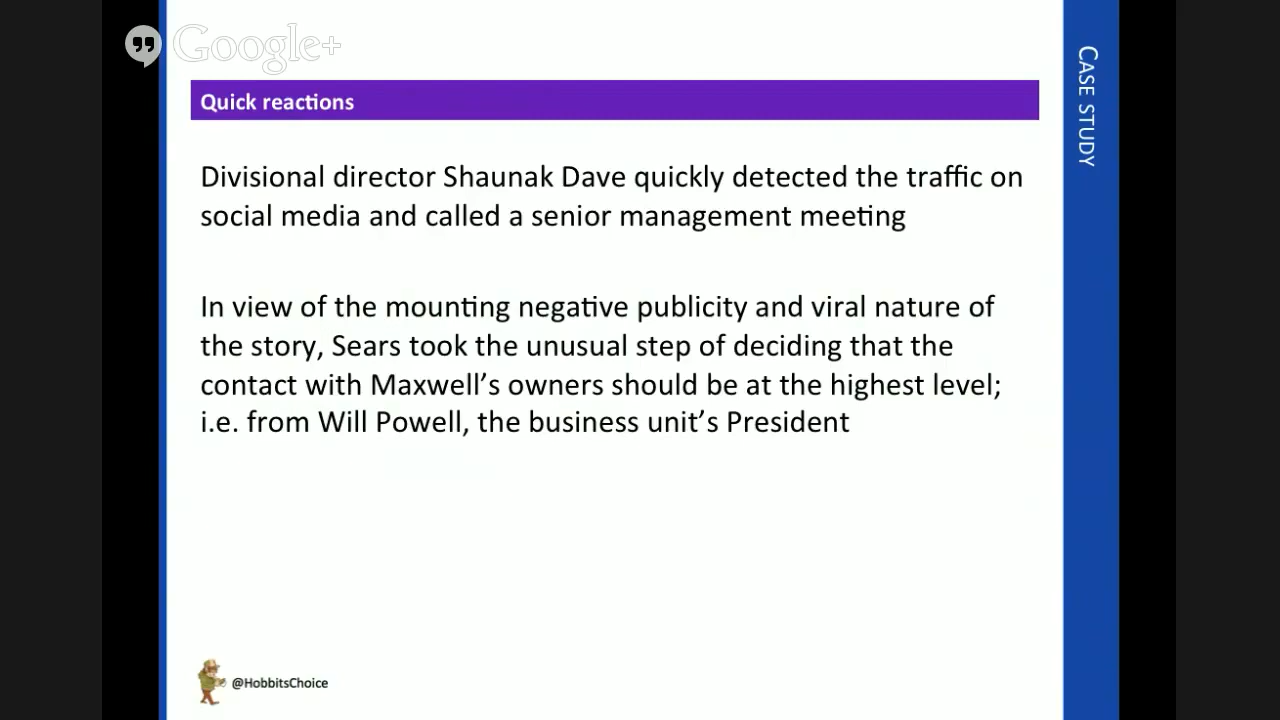 Google+
CASE STUDY
Quick reactions
Divisional director Shaunak Dave quickly detected the traffic on
social media and called a senior management meeting
In view of the mounting negative publicity and viral nature of
the story, Sears took the unusual step of deciding that the
contact with Maxwell’s owners should be at the highest level;
i.e. from Will Powell, the business unit’s President
@HobbitsChoice